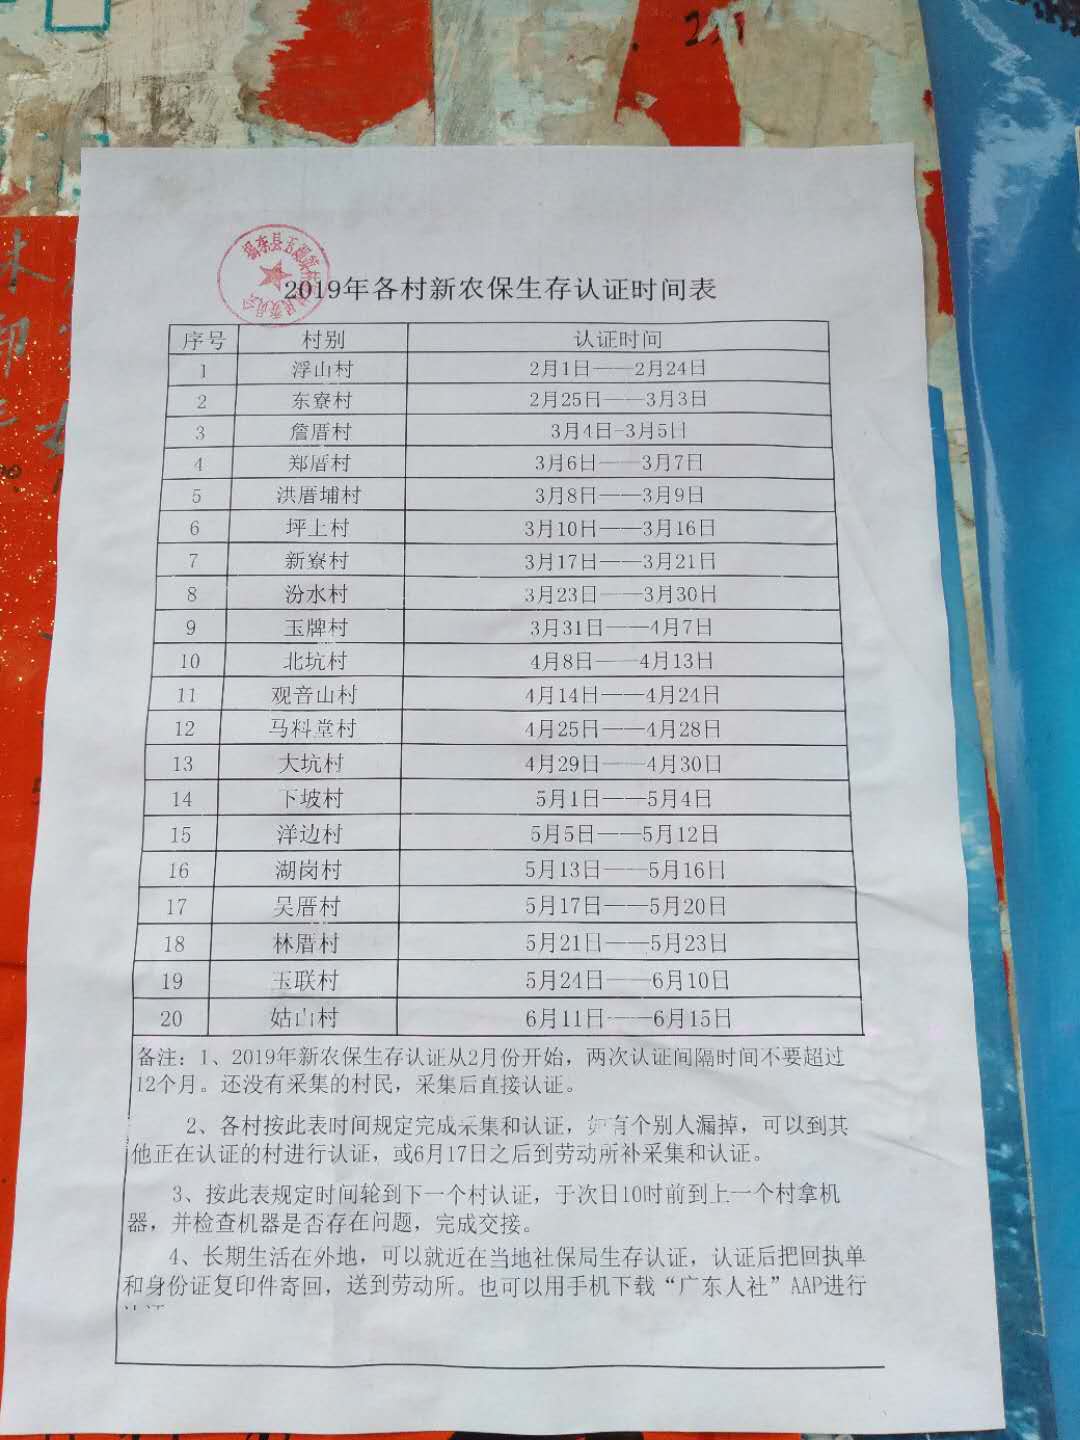 2019年各村新农保生存认证时间表
序号 村别 认证时间
1 浮山村 2月1日——2月24日
2 东寮村 2月25日——3月3日
3 詹厝村 3月4日-3月5日
4 郑厝村 3月6日——3月7日
5 洪厝埔村 3月8日——3月9日
6 坪上村 3月10日——3月16日
7 新寮村 3月17日——3月21日
8 汾水村 3月23日——3月30日
9 玉牌村 3月31日——4月7日
10 北坑村 4月8日——4月13日
11 观音山村 4月14日——4月24日
12 马料堂村 4月25日——4月28日
13 大坑村 4月29日——4月30日
14 下坡村 5月1日——5月4日
15 洋边村 5月5日——5月12日
16 湖岗村 5月13日——5月16日
17 吴厝村 5月17日——5月20日
18 林厝村 5月21日——5月23日
19 玉联村 5月24日——6月10日
20 姑山村 6月11日——6月15日
备注：1、2019年新农保生存认证从2月份开始，两次认证间隔时间不要超过
12个月。还没有采集的村民，采集后直接认证。
2、各村按此表时间规定完成采集和认证，如有个别人漏掉，可以到其
他正在认证的村进行认证，或6月17日之后到劳动所补采集和认证。
3、按此表规定时间轮到下一个村认证，于次日10时前到上一个村拿机
器，并检查机器是否存在问题，完成交接。
4、长期生活在外地，可以就近在当地社保局生存认证，认证后把回执单
和身份证复印件寄回，送到劳动所。也可以用手机下载“广东人社”AAP进行